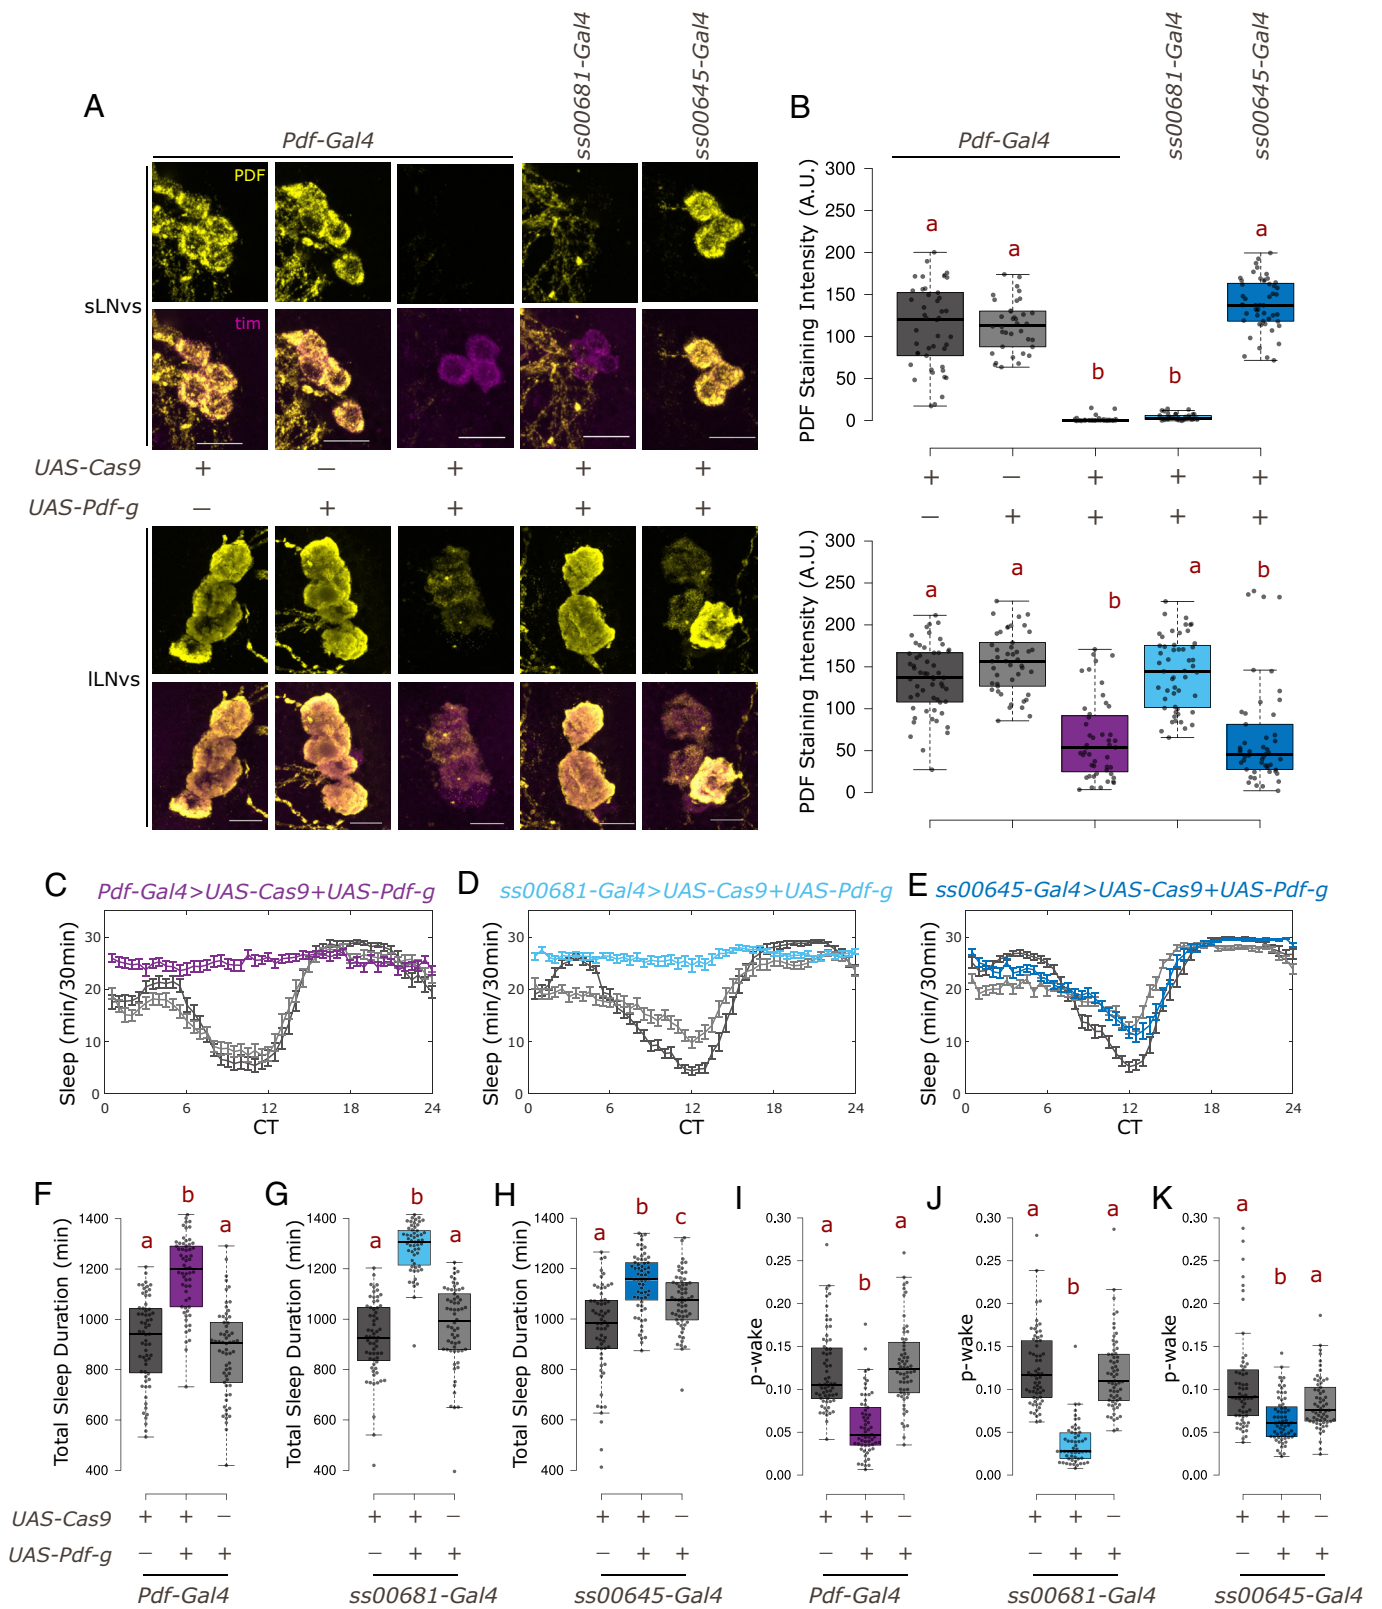 A
Pdf-Gal4
ss00681-Gal4
ss00645-Gal4
PDF
sLNvs
tim
UAS-Cas9 + — + + +
UAS-Pdf-g — + + + +
lLNvs
B
Pdf-Gal4
ss00681-Gal4
ss00645-Gal4
PDF Staining Intensity (A.U.)
300
250
200
150
100
50
0
a a b b a
+ — + + +
— + + + +
PDF Staining Intensity (A.U.)
300
250
200
150
100
50
0
a a b a b
C
Pdf-Gal4>UAS-Cas9+UAS-Pdf-g
Sleep (min/30min)
30
20
10
0
0 6 12 18 24
CT
D
ss00681-Gal4>UAS-Cas9+UAS-Pdf-g
Sleep (min/30min)
30
20
10
0
0 6 12 18 24
CT
E
ss00645-Gal4>UAS-Cas9+UAS-Pdf-g
Sleep (min/30min)
30
20
10
0
0 6 12 18 24
CT
F
Total Sleep Duration (min)
1400
1200
1000
800
600
400
a b a
G
Total Sleep Duration (min)
1400
1200
1000
800
600
400
a b a
H
Total Sleep Duration (min)
1400
1200
1000
800
600
400
a b c
I
p-wake
0.30
0.25
0.20
0.15
0.10
0.05
0.00
a b a
J
p-wake
0.30
0.25
0.20
0.15
0.10
0.05
0.00
a b a
K
p-wake
0.30
0.25
0.20
0.15
0.10
0.05
0.00
a b a
UAS-Cas9 + + — + + — + + — + + — + + — + + —
UAS-Pdf-g — + + — + + — + + — + + — + + — + +
Pdf-Gal4 ss00681-Gal4 ss00645-Gal4 Pdf-Gal4 ss00681-Gal4 ss00645-Gal4